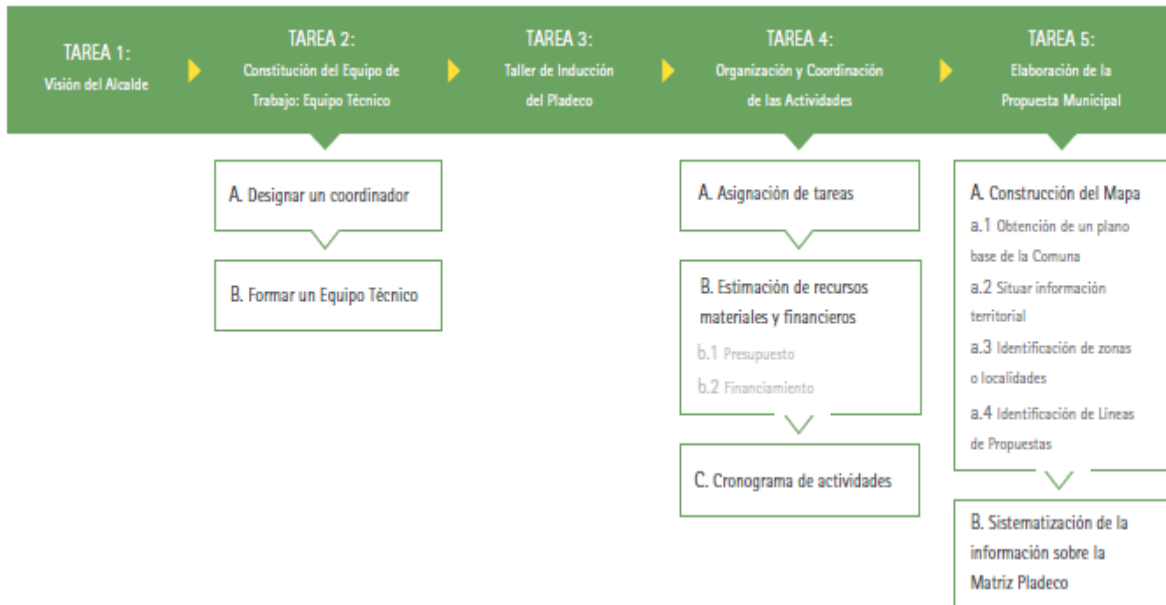 TAREA 1:
Visión del Alcalde
TAREA 2:
Constitución del Equipo de
Trabajo: Equipo Técnico
TAREA 3:
Taller de Inducción
del Pladeco
TAREA 4:
Organización y Coordinación
de las Actividades
TAREA 5:
Elaboración de la
Propuesta Municipal
A. Designar un coordinador
B. Formar un Equipo Técnico
A. Asignación de tareas
B. Estimación de recursos
materiales y financieros
b.1 Presupuesto
b.2 Financiamiento
C. Cronograma de actividades
A. Construcción del Mapa
a.1 Obtención de un plano
base de la Comuna
a.2 Situar información
territorial
a.3 Identificación de zonas
o localidades
a.4 Identificación de Líneas
de Propuestas
B. Sistematización de la
información sobre la
Matriz Pladeco